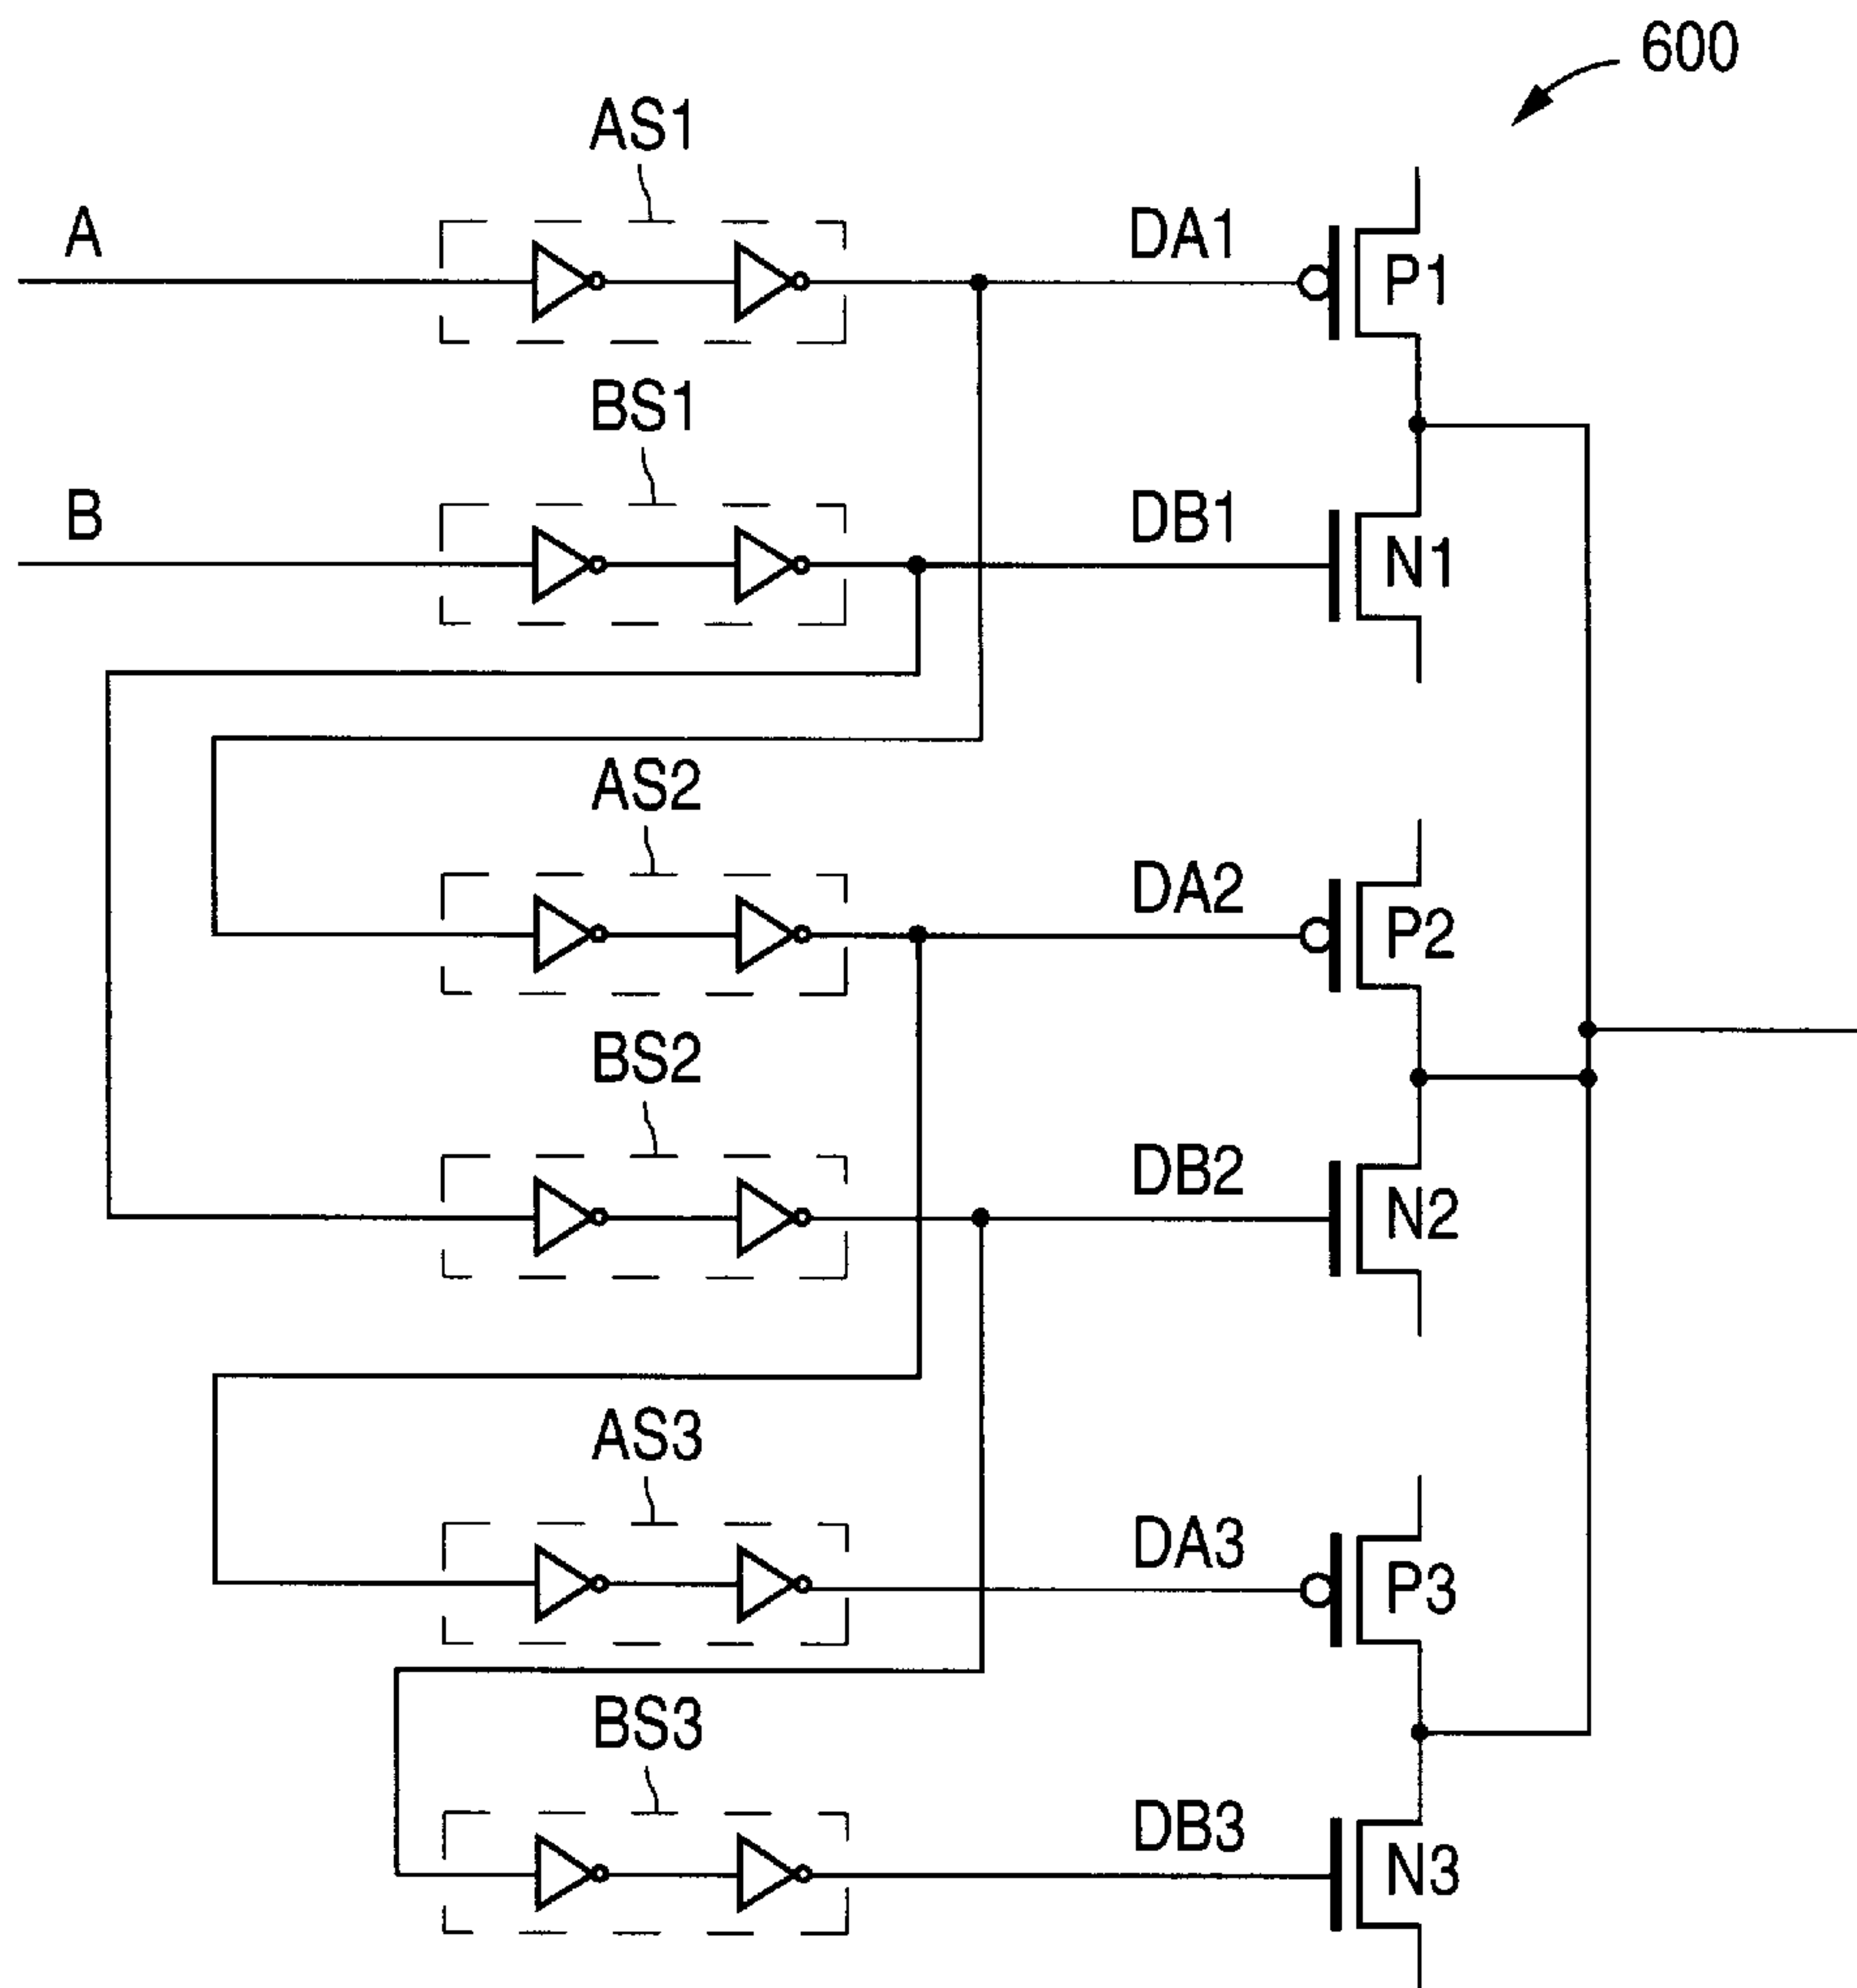 600
AS1
A
DA1
P1
BS1
B
DB1
N1
AS2
DA2
P2
BS2
DB2
N2
AS3
DA3
P3
BS3
DB3
N3